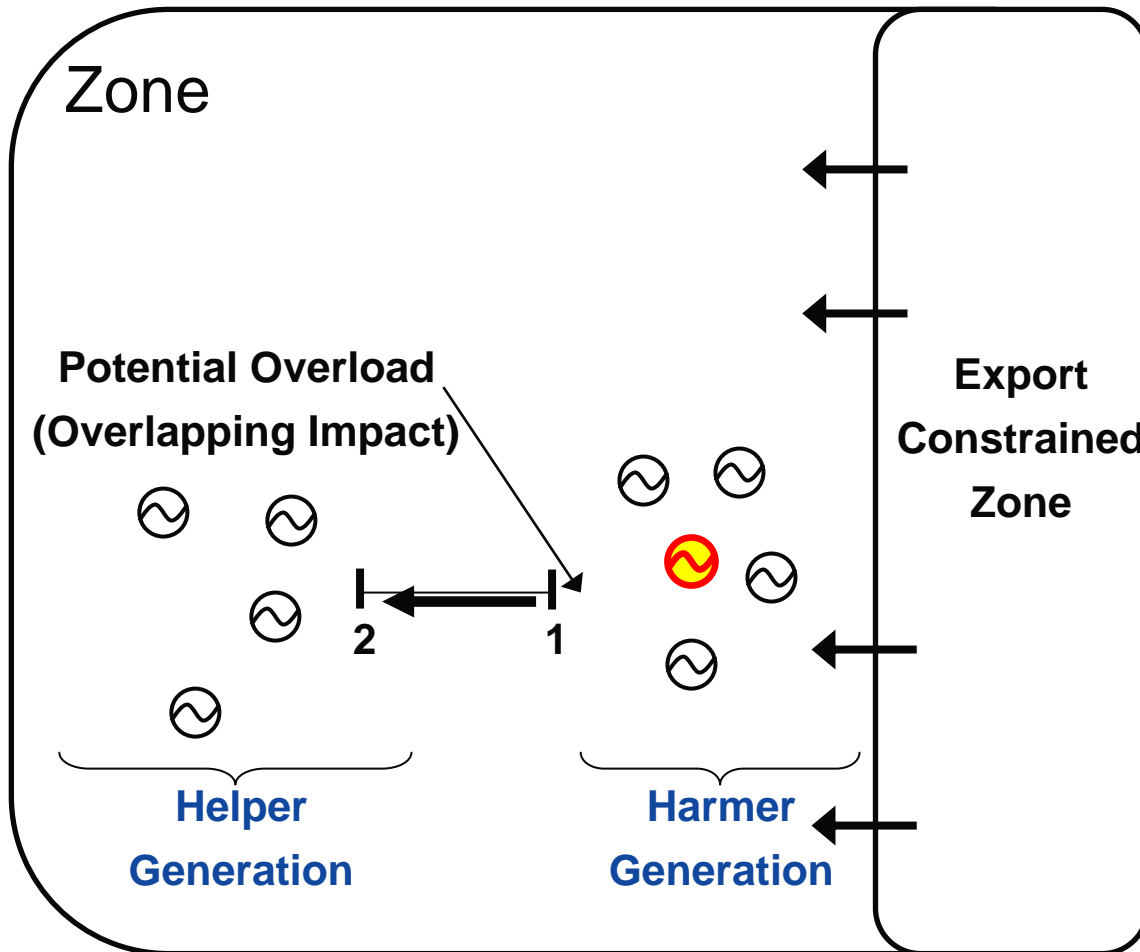 Zone
Potential Overload
(Overlapping Impact)
Export
Constrained
Zone
2
1
Helper
Generation
Harmer
Generation